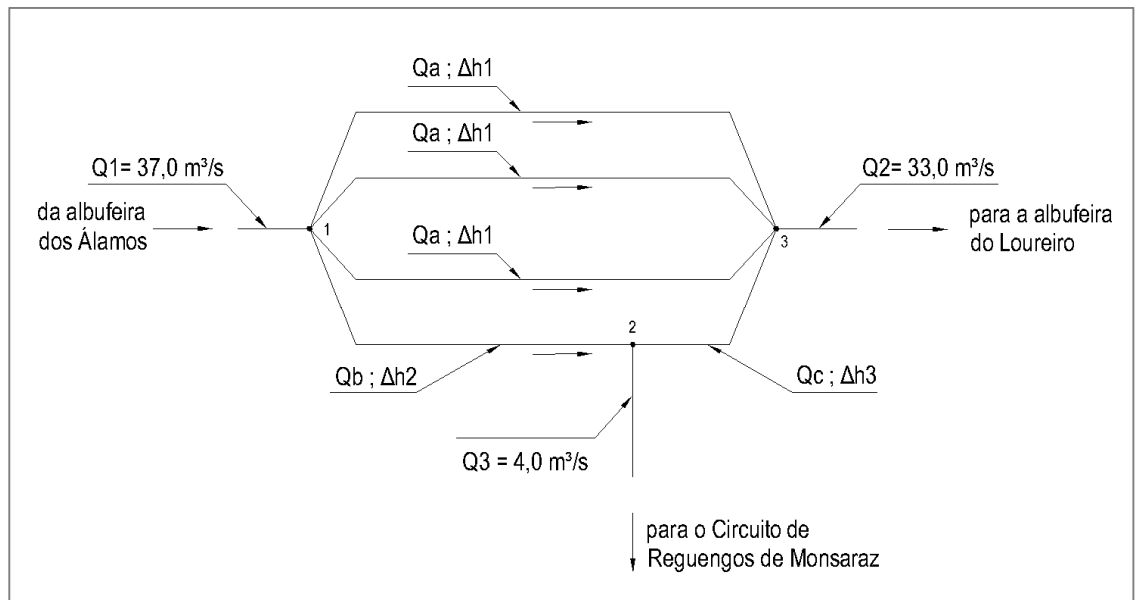 Qa ; Δh1
Qa ; Δh1
Q1= 37,0 m³/s
Q2= 33,0 m³/s
da albufeira
dos Álamos
1
Qa ; Δh1
3
para a albufeira
do Loureiro
2
Qb ; Δh2
Qc ; Δh3
Q3 = 4,0 m³/s
para o Circuito de
Reguengos de Monsaraz